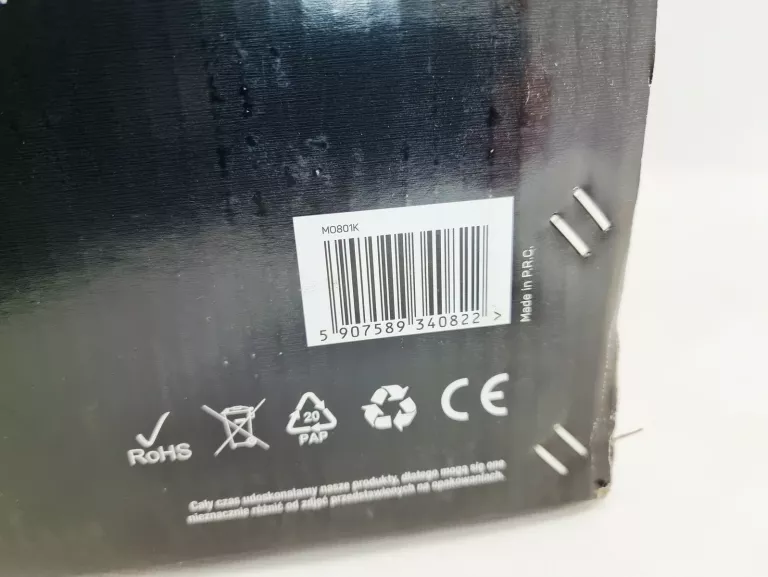 M0801K
5 907589 340822 >
Made in P.R.C.
RoHS
20
PAP
CE
Cały czas udoskonalamy nasze produkty, dlatego mogą się one
nieznacznie różnić od zdjęć przedstawionych na opakowaniach.